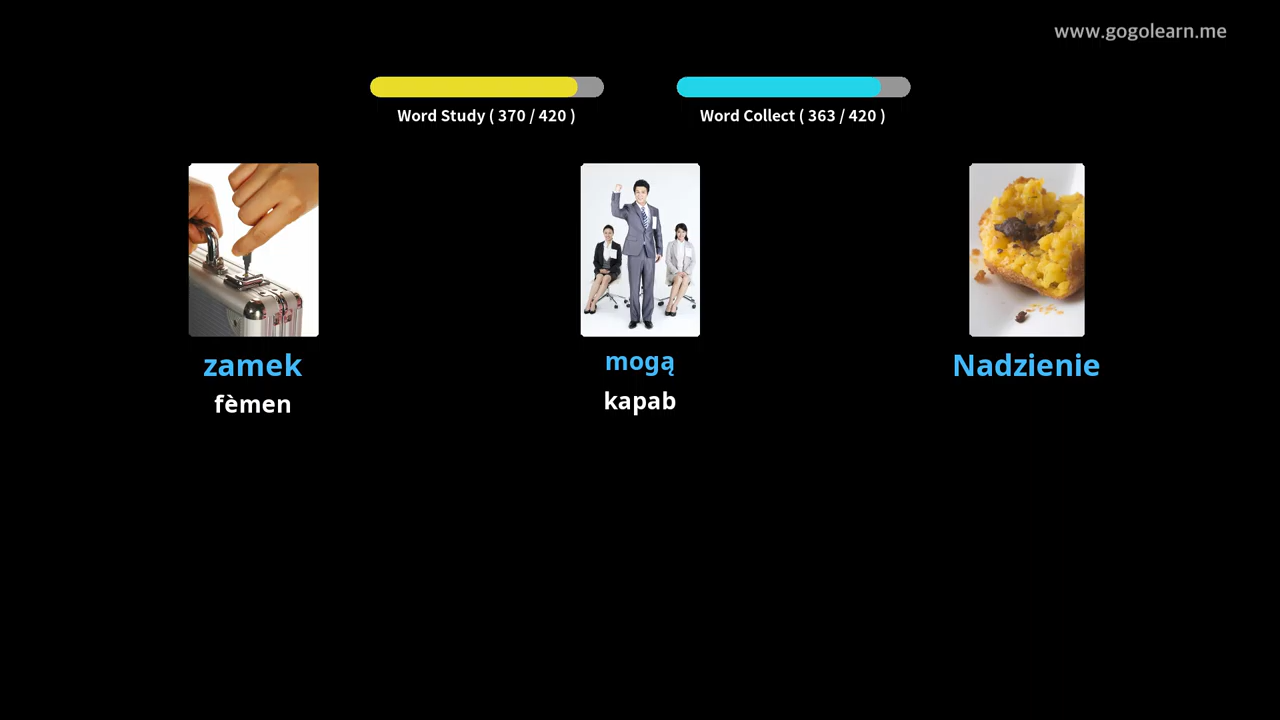 www.gogolearn.me
Word Study ( 370 / 420 )
Word Collect ( 363 / 420 )
zamek
fèmen
mogą
kapab
Nadzienie